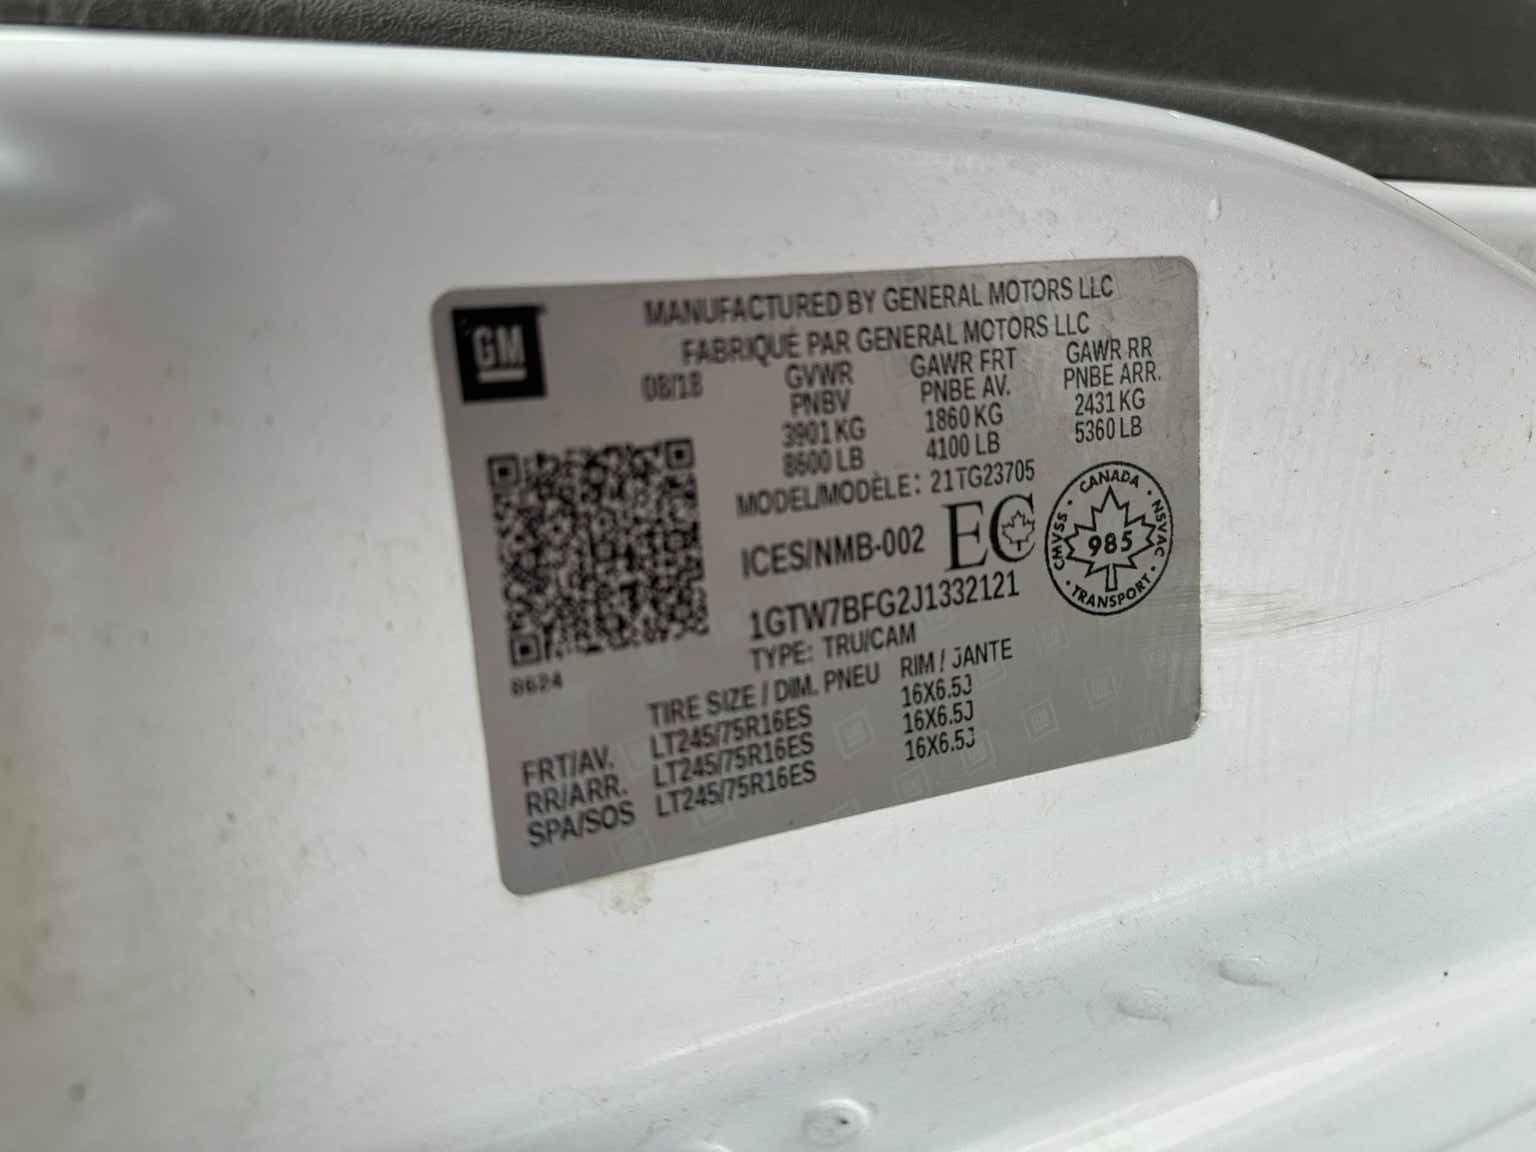 GM
MANUFACTURED BY GENERAL MOTORS LLC
FABRIQUÉ PAR GENERAL MOTORS LLC
08/18 GVWR GAWR FRT GAWR RR
PNBV PNBE AV. PNBE ARR.
3901 KG 1860 KG 2431 KG
8600 LB 4100 LB 5360 LB
MODEL/MODÈLE: 21TG23705
ICES/NMB-002 EC
CANADA
CMVSS 985 NSVAC
TRANSPORT
1GTW7BFG2J1332121
TYPE: TRU/CAM
8624
TIRE SIZE / DIM. PNEU RIM / JANTE
FRT/AV. LT245/75R16ES 16X6.5J
RR/ARR. LT245/75R16ES 16X6.5J
SPA/SOS LT245/75R16ES 16X6.5J